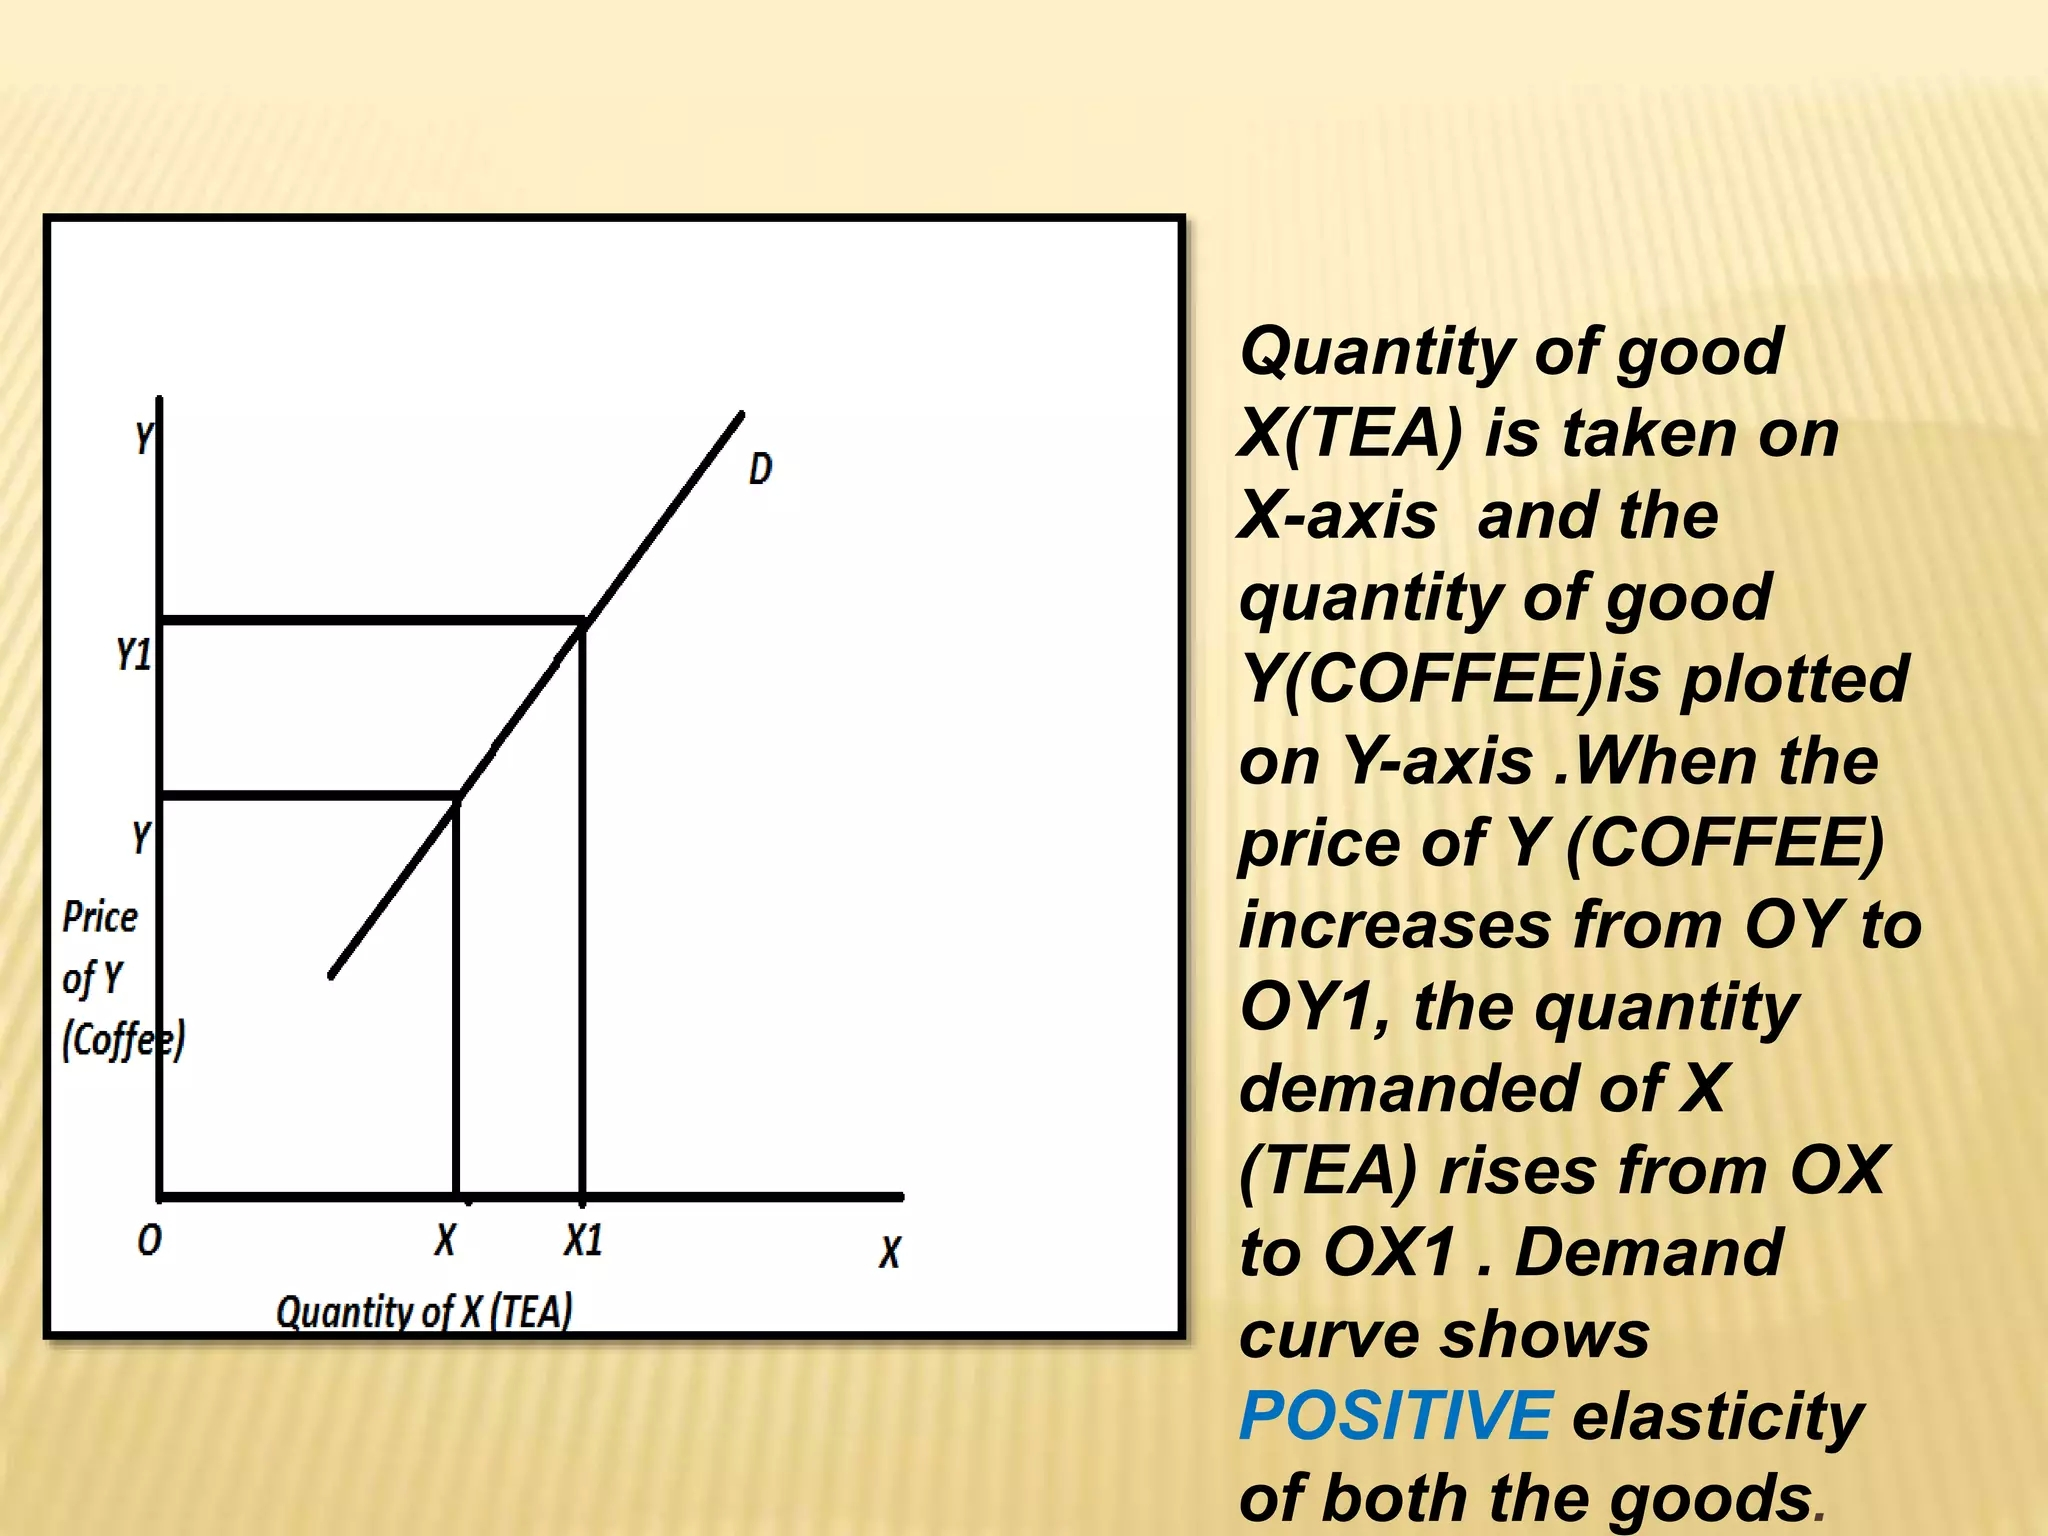 Y
D
Y1
Y
Price
of Y
(Coffee)
O X X1 X
Quantity of X (TEA)
Quantity of good
X(TEA) is taken on
X-axis  and the
quantity of good
Y(COFFEE)is plotted
on Y-axis .When the
price of Y (COFFEE)
increases from OY to
OY1, the quantity
demanded of X
(TEA) rises from OX
to OX1 . Demand
curve shows
POSITIVE elasticity
of both the goods.